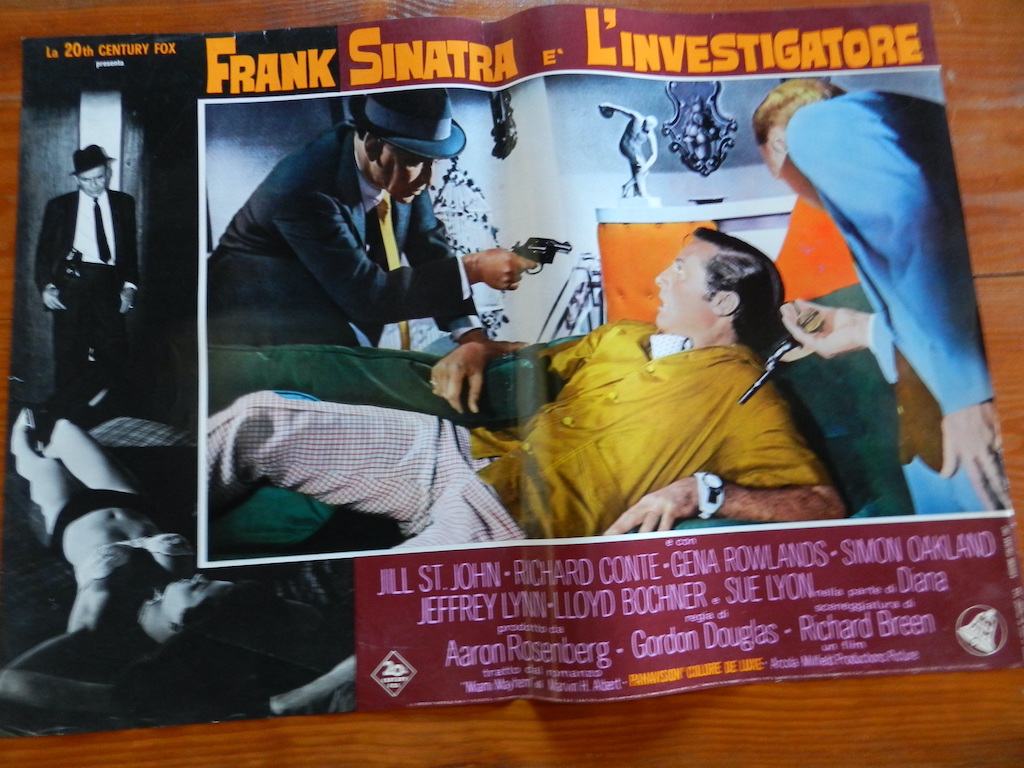 La 20th CENTURY FOX
presenta
FRANK SINATRA E' L'INVESTIGATORE
e con
JILL ST. JOHN - RICHARD CONTE - GENA ROWLANDS - SIMON OAKLAND
JEFFREY LYNN - LLOYD BOCHNER e SUE LYON nella parte di Diana
prodotto da Aaron Rosenberg - regia di Gordon Douglas - sceneggiatura di Richard Breen
tratto dal romanzo "Miami Mayhem" di Marvin H. Albert - PANAVISION COLORE DE LUXE - un film Arcola Millfield Productions Picture
20th
CENTURY
FOX